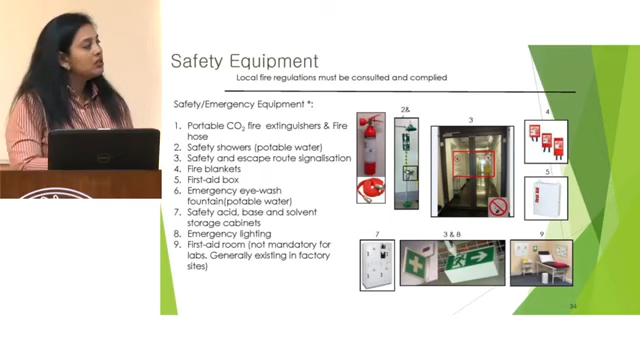 Safety Equipment
Local fire regulations must be consulted and complied
Safety/Emergency Equipment *:
1. Portable CO2 fire extinguishers & Fire
hose
2. Safety showers (potable water)
3. Safety and escape route signalisation
4. Fire blankets
5. First-aid box
6. Emergency eye-wash
fountain(potable water)
7. Safety acid, base and solvent
storage cabinets
8. Emergency lighting
9. First-aid room (not mandatory for
labs. Generally existing in factory
sites)
2&
3
4
5
7
3 & 8
9
34